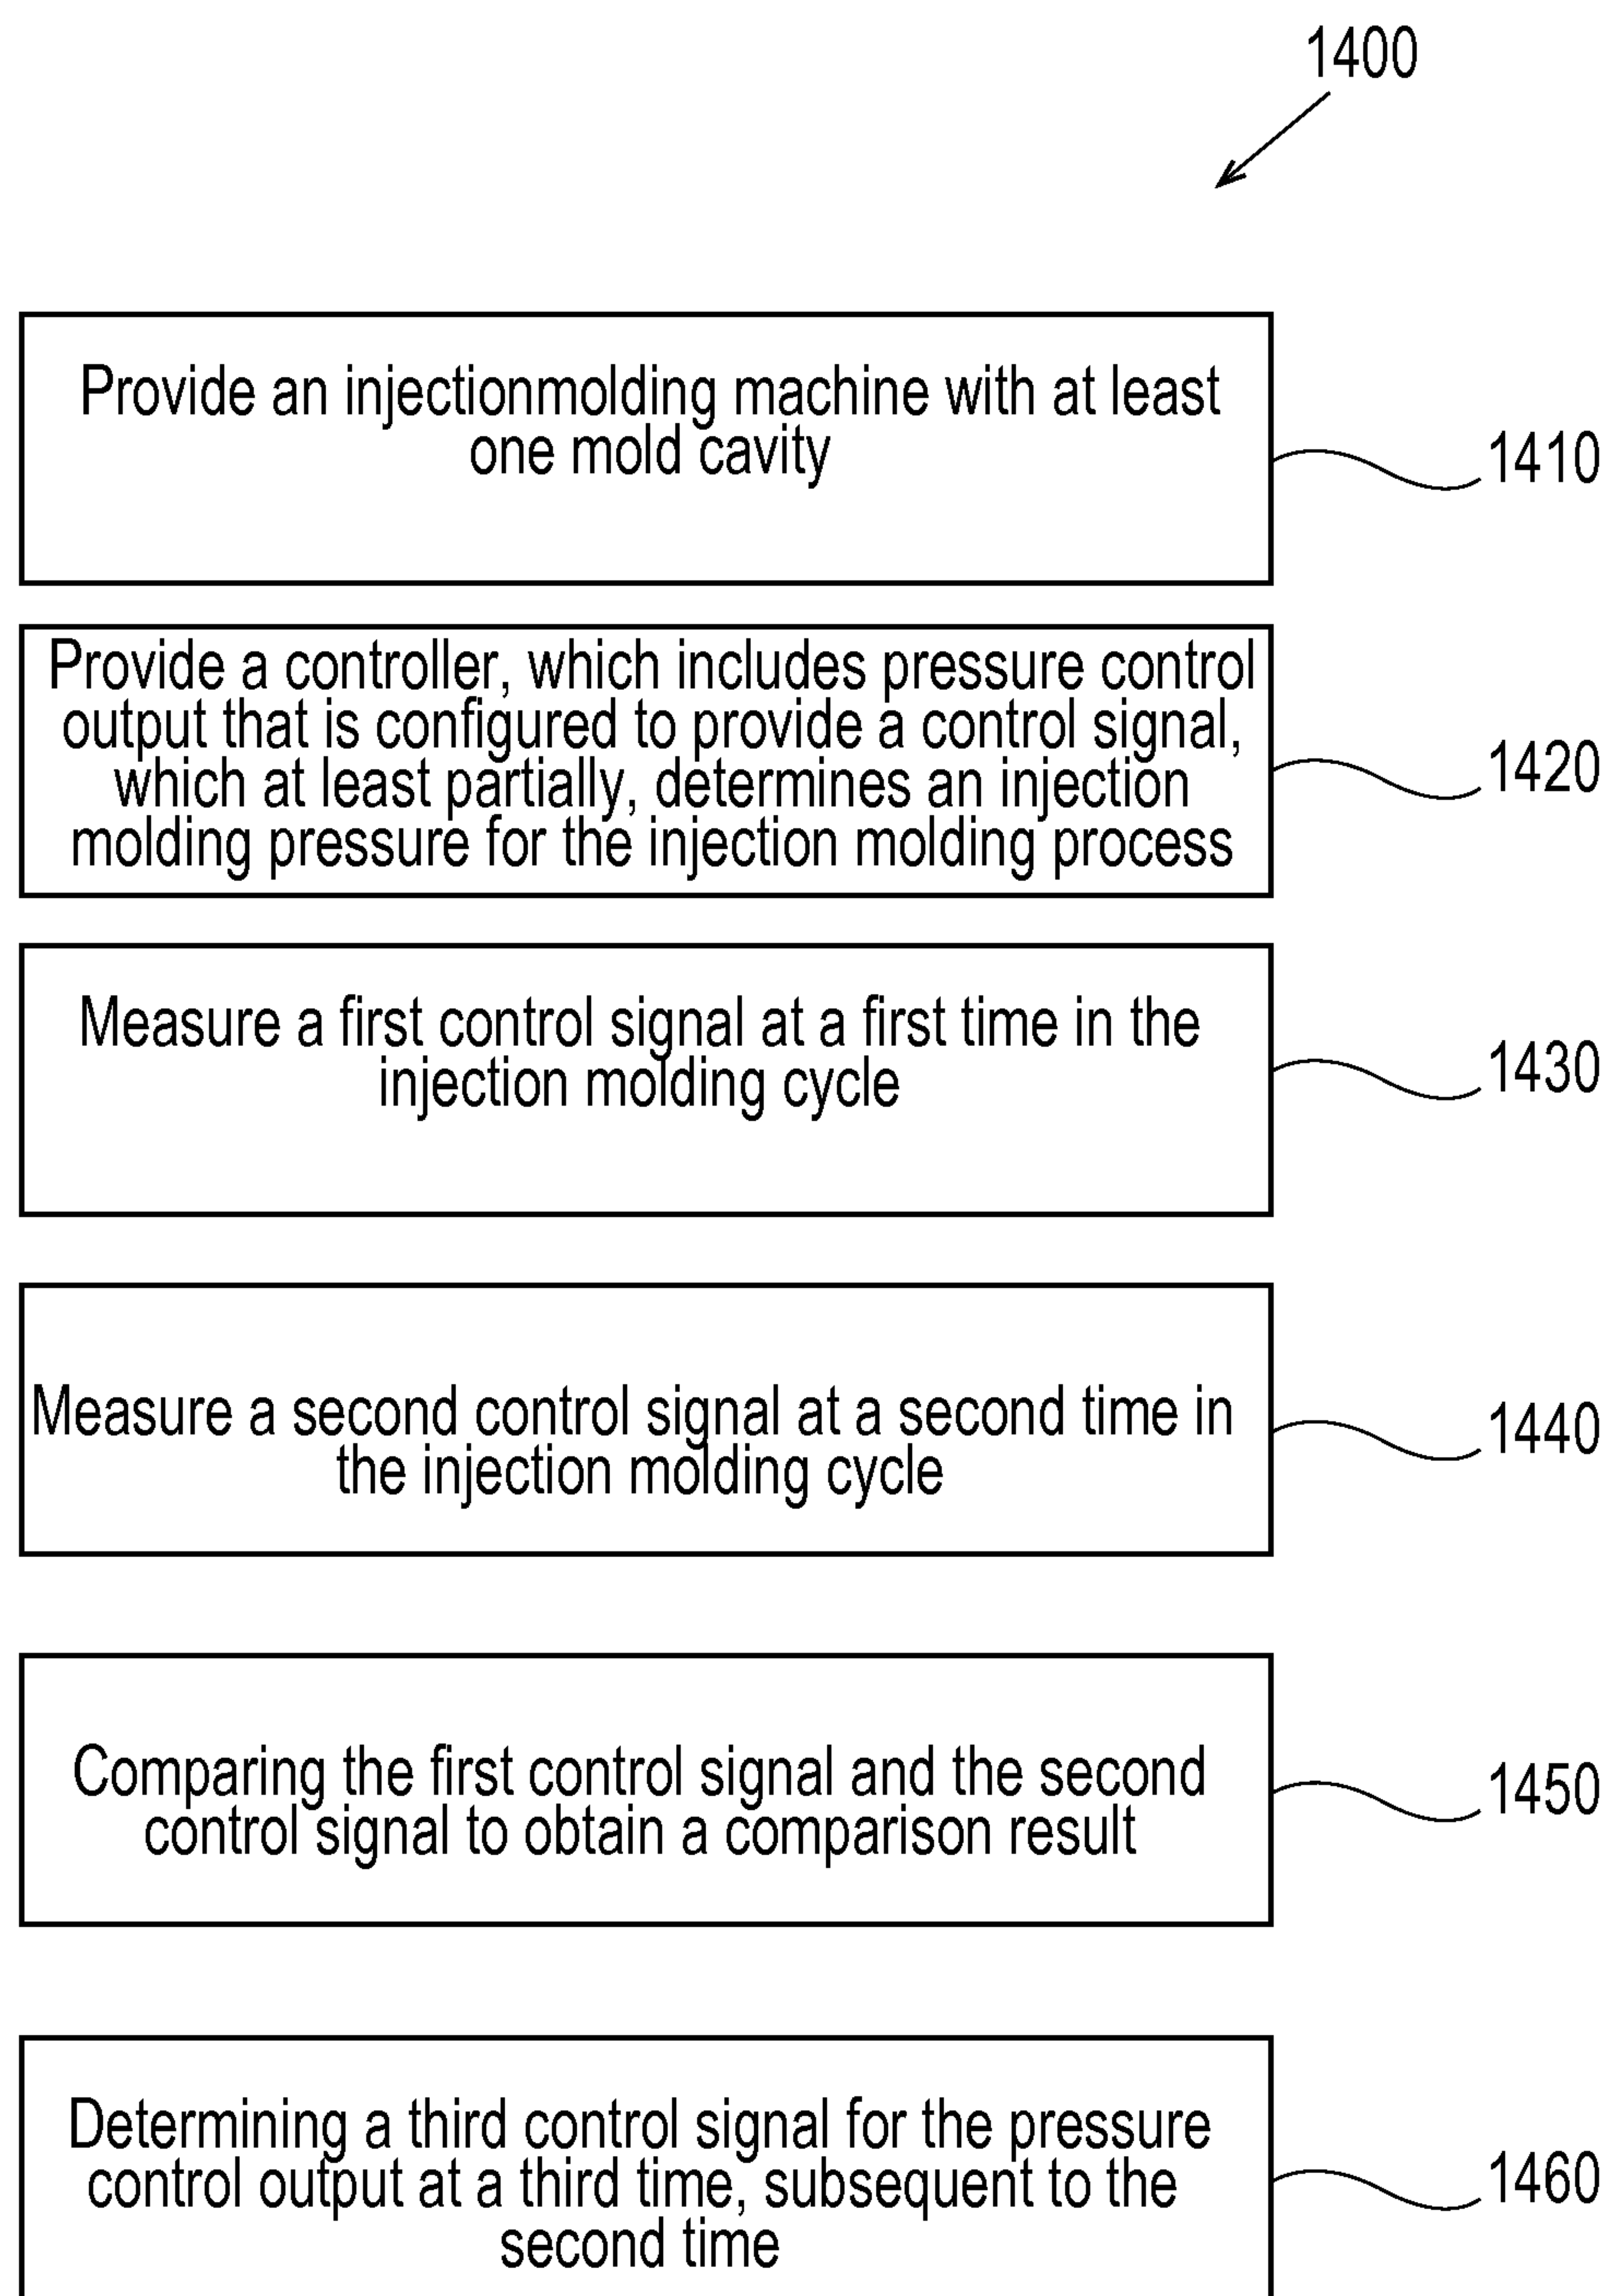 1400
Provide an injectionmolding machine with at least
one mold cavity
1410
Provide a controller, which includes pressure control
output that is configured to provide a control signal,
which at least partially, determines an injection
molding pressure for the injection molding process
1420
Measure a first control signal at a first time in the
injection molding cycle
1430
Measure a second control signal at a second time in
the injection molding cycle
1440
Comparing the first control signal and the second
control signal to obtain a comparison result
1450
Determining a third control signal for the pressure
control output at a third time, subsequent to the
second time
1460